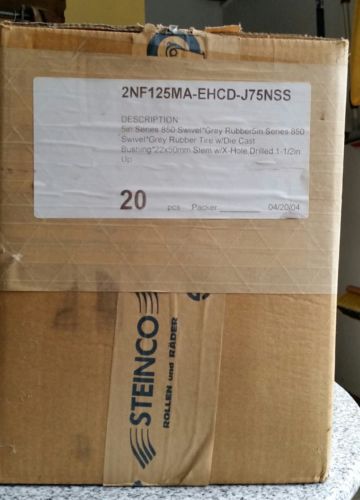 2NF125MA-EHCD-J75NSS
DESCRIPTION
5in Series 850 Swivel*Grey Rubber5in Series 850
Swivel*Grey Rubber Tire w/Die Cast
Bushing*22x50mm Stem w/X-Hole Drilled 1-1/2in
Up
20 pcs Packer 04/20/04
STEINCO
ROLLEN und RÄDER